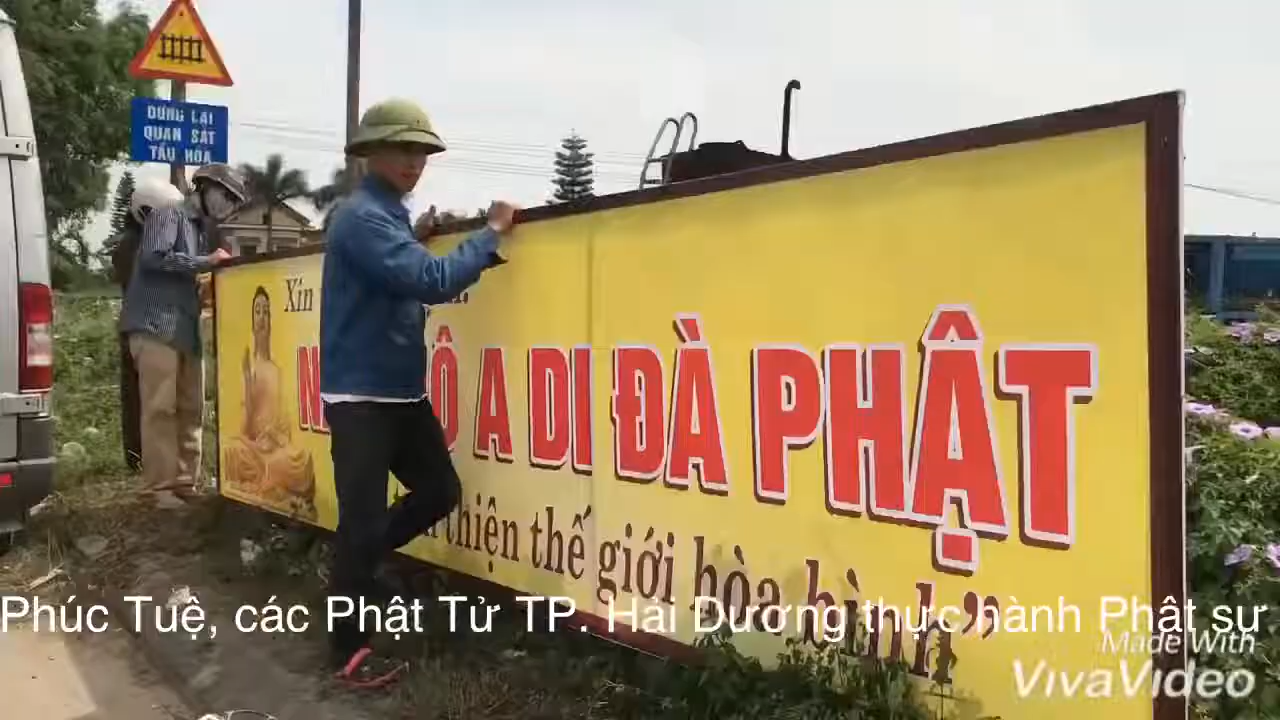 DỪNG LẠI
QUAN SÁT
TÀU HỎA
Xin
A DI ĐÀ PHẬT
thiện thế giới hòa bình”
Phúc Tuệ, các Phật Tử TP. Hải Dương thực hành Phật sự
Made With
VivaVideo